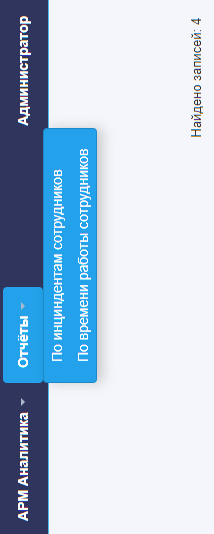 АРМ Аналитика
Отчёты
Администратор
По инциндентам сотрудников
По времени работы сотрудников
Найдено записей: 4